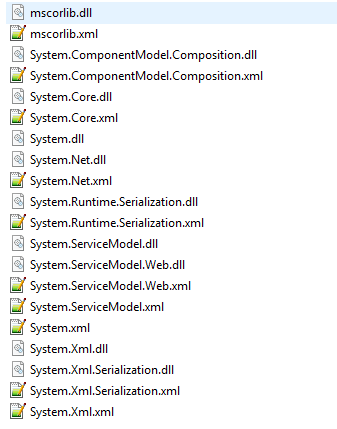 mscorlib.dll
mscorlib.xml
System.ComponentModel.Composition.dll
System.ComponentModel.Composition.xml
System.Core.dll
System.Core.xml
System.dll
System.Net.dll
System.Net.xml
System.Runtime.Serialization.dll
System.Runtime.Serialization.xml
System.ServiceModel.dll
System.ServiceModel.Web.dll
System.ServiceModel.Web.xml
System.ServiceModel.xml
System.xml
System.Xml.dll
System.Xml.Serialization.dll
System.Xml.Serialization.xml
System.Xml.xml